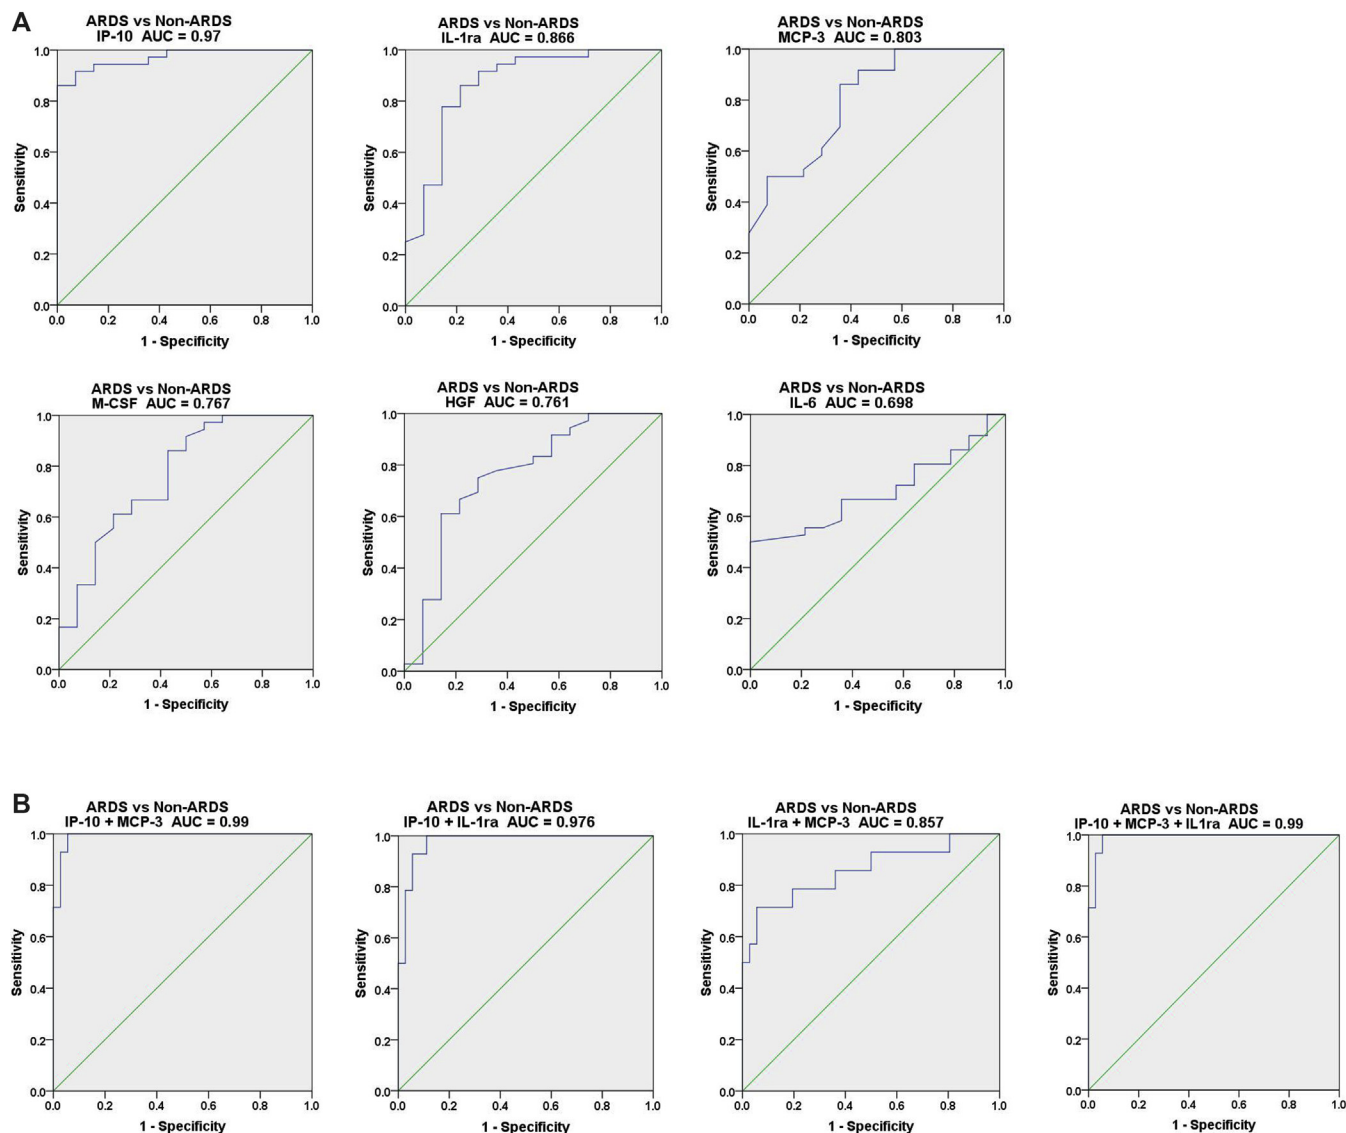 A
ARDS vs Non-ARDS
IP-10 AUC = 0.97
1.0
0.8
0.6
0.4
0.2
0.0
Sensitivity
0.0 0.2 0.4 0.6 0.8 1.0
1 - Specificity
ARDS vs Non-ARDS
IL-1ra AUC = 0.866
1.0
0.8
0.6
0.4
0.2
0.0
Sensitivity
0.0 0.2 0.4 0.6 0.8 1.0
1 - Specificity
ARDS vs Non-ARDS
MCP-3 AUC = 0.803
1.0
0.8
0.6
0.4
0.2
0.0
Sensitivity
0.0 0.2 0.4 0.6 0.8 1.0
1 - Specificity
ARDS vs Non-ARDS
M-CSF AUC = 0.767
1.0
0.8
0.6
0.4
0.2
0.0
Sensitivity
0.0 0.2 0.4 0.6 0.8 1.0
1 - Specificity
ARDS vs Non-ARDS
HGF AUC = 0.761
1.0
0.8
0.6
0.4
0.2
0.0
Sensitivity
0.0 0.2 0.4 0.6 0.8 1.0
1 - Specificity
ARDS vs Non-ARDS
IL-6 AUC = 0.698
1.0
0.8
0.6
0.4
0.2
0.0
Sensitivity
0.0 0.2 0.4 0.6 0.8 1.0
1 - Specificity
B
ARDS vs Non-ARDS
IP-10 + MCP-3 AUC = 0.99
1.0
0.8
0.6
0.4
0.2
0.0
Sensitivity
0.0 0.2 0.4 0.6 0.8 1.0
1 - Specificity
ARDS vs Non-ARDS
IP-10 + IL-1ra AUC = 0.976
1.0
0.8
0.6
0.4
0.2
0.0
Sensitivity
0.0 0.2 0.4 0.6 0.8 1.0
1 - Specificity
ARDS vs Non-ARDS
IL-1ra + MCP-3 AUC = 0.857
1.0
0.8
0.6
0.4
0.2
0.0
Sensitivity
0.0 0.2 0.4 0.6 0.8 1.0
1 - Specificity
ARDS vs Non-ARDS
IP-10 + MCP-3 + IL1ra AUC = 0.99
1.0
0.8
0.6
0.4
0.2
0.0
Sensitivity
0.0 0.2 0.4 0.6 0.8 1.0
1 - Specificity